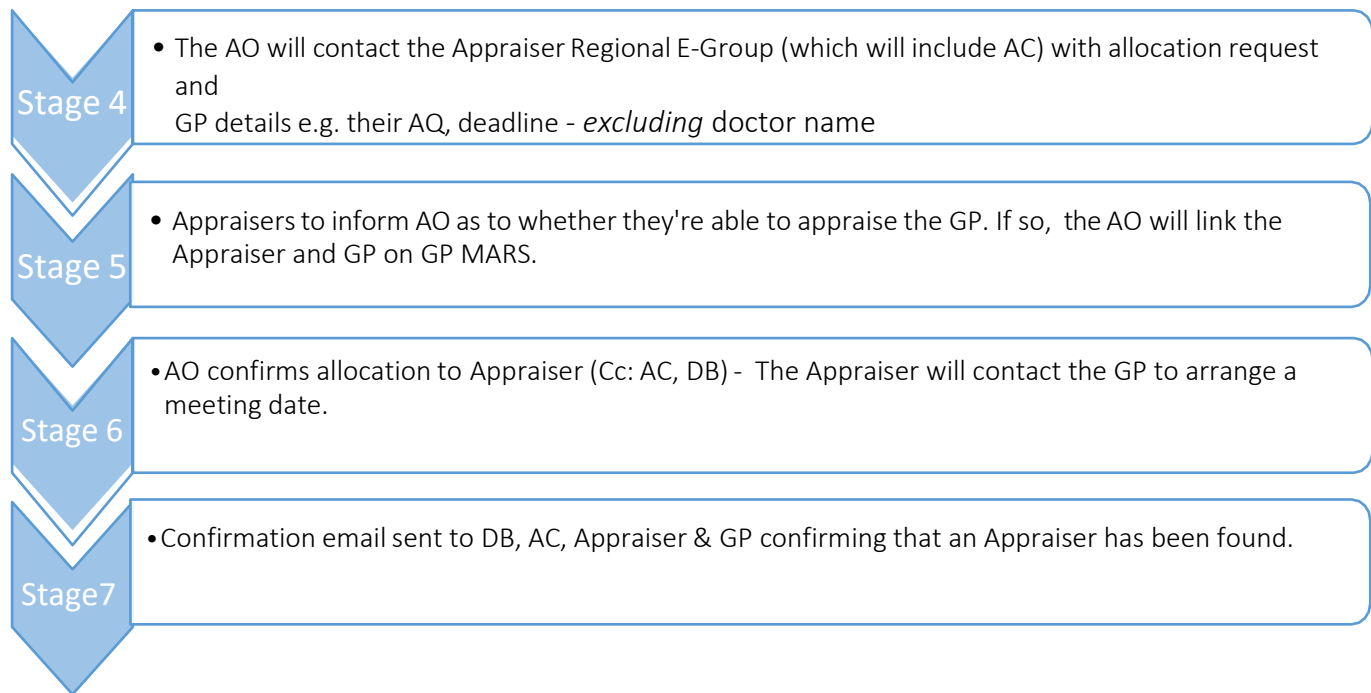 Stage 4
• The AO will contact the Appraiser Regional E-Group (which will include AC) with allocation request
and
GP details e.g. their AQ, deadline - excluding doctor name
Stage 5
• Appraisers to inform AO as to whether they're able to appraise the GP. If so, the AO will link the
Appraiser and GP on GP MARS.
Stage 6
•AO confirms allocation to Appraiser (Cc: AC, DB) - The Appraiser will contact the GP to arrange a
meeting date.
Stage7
•Confirmation email sent to DB, AC, Appraiser & GP confirming that an Appraiser has been found.